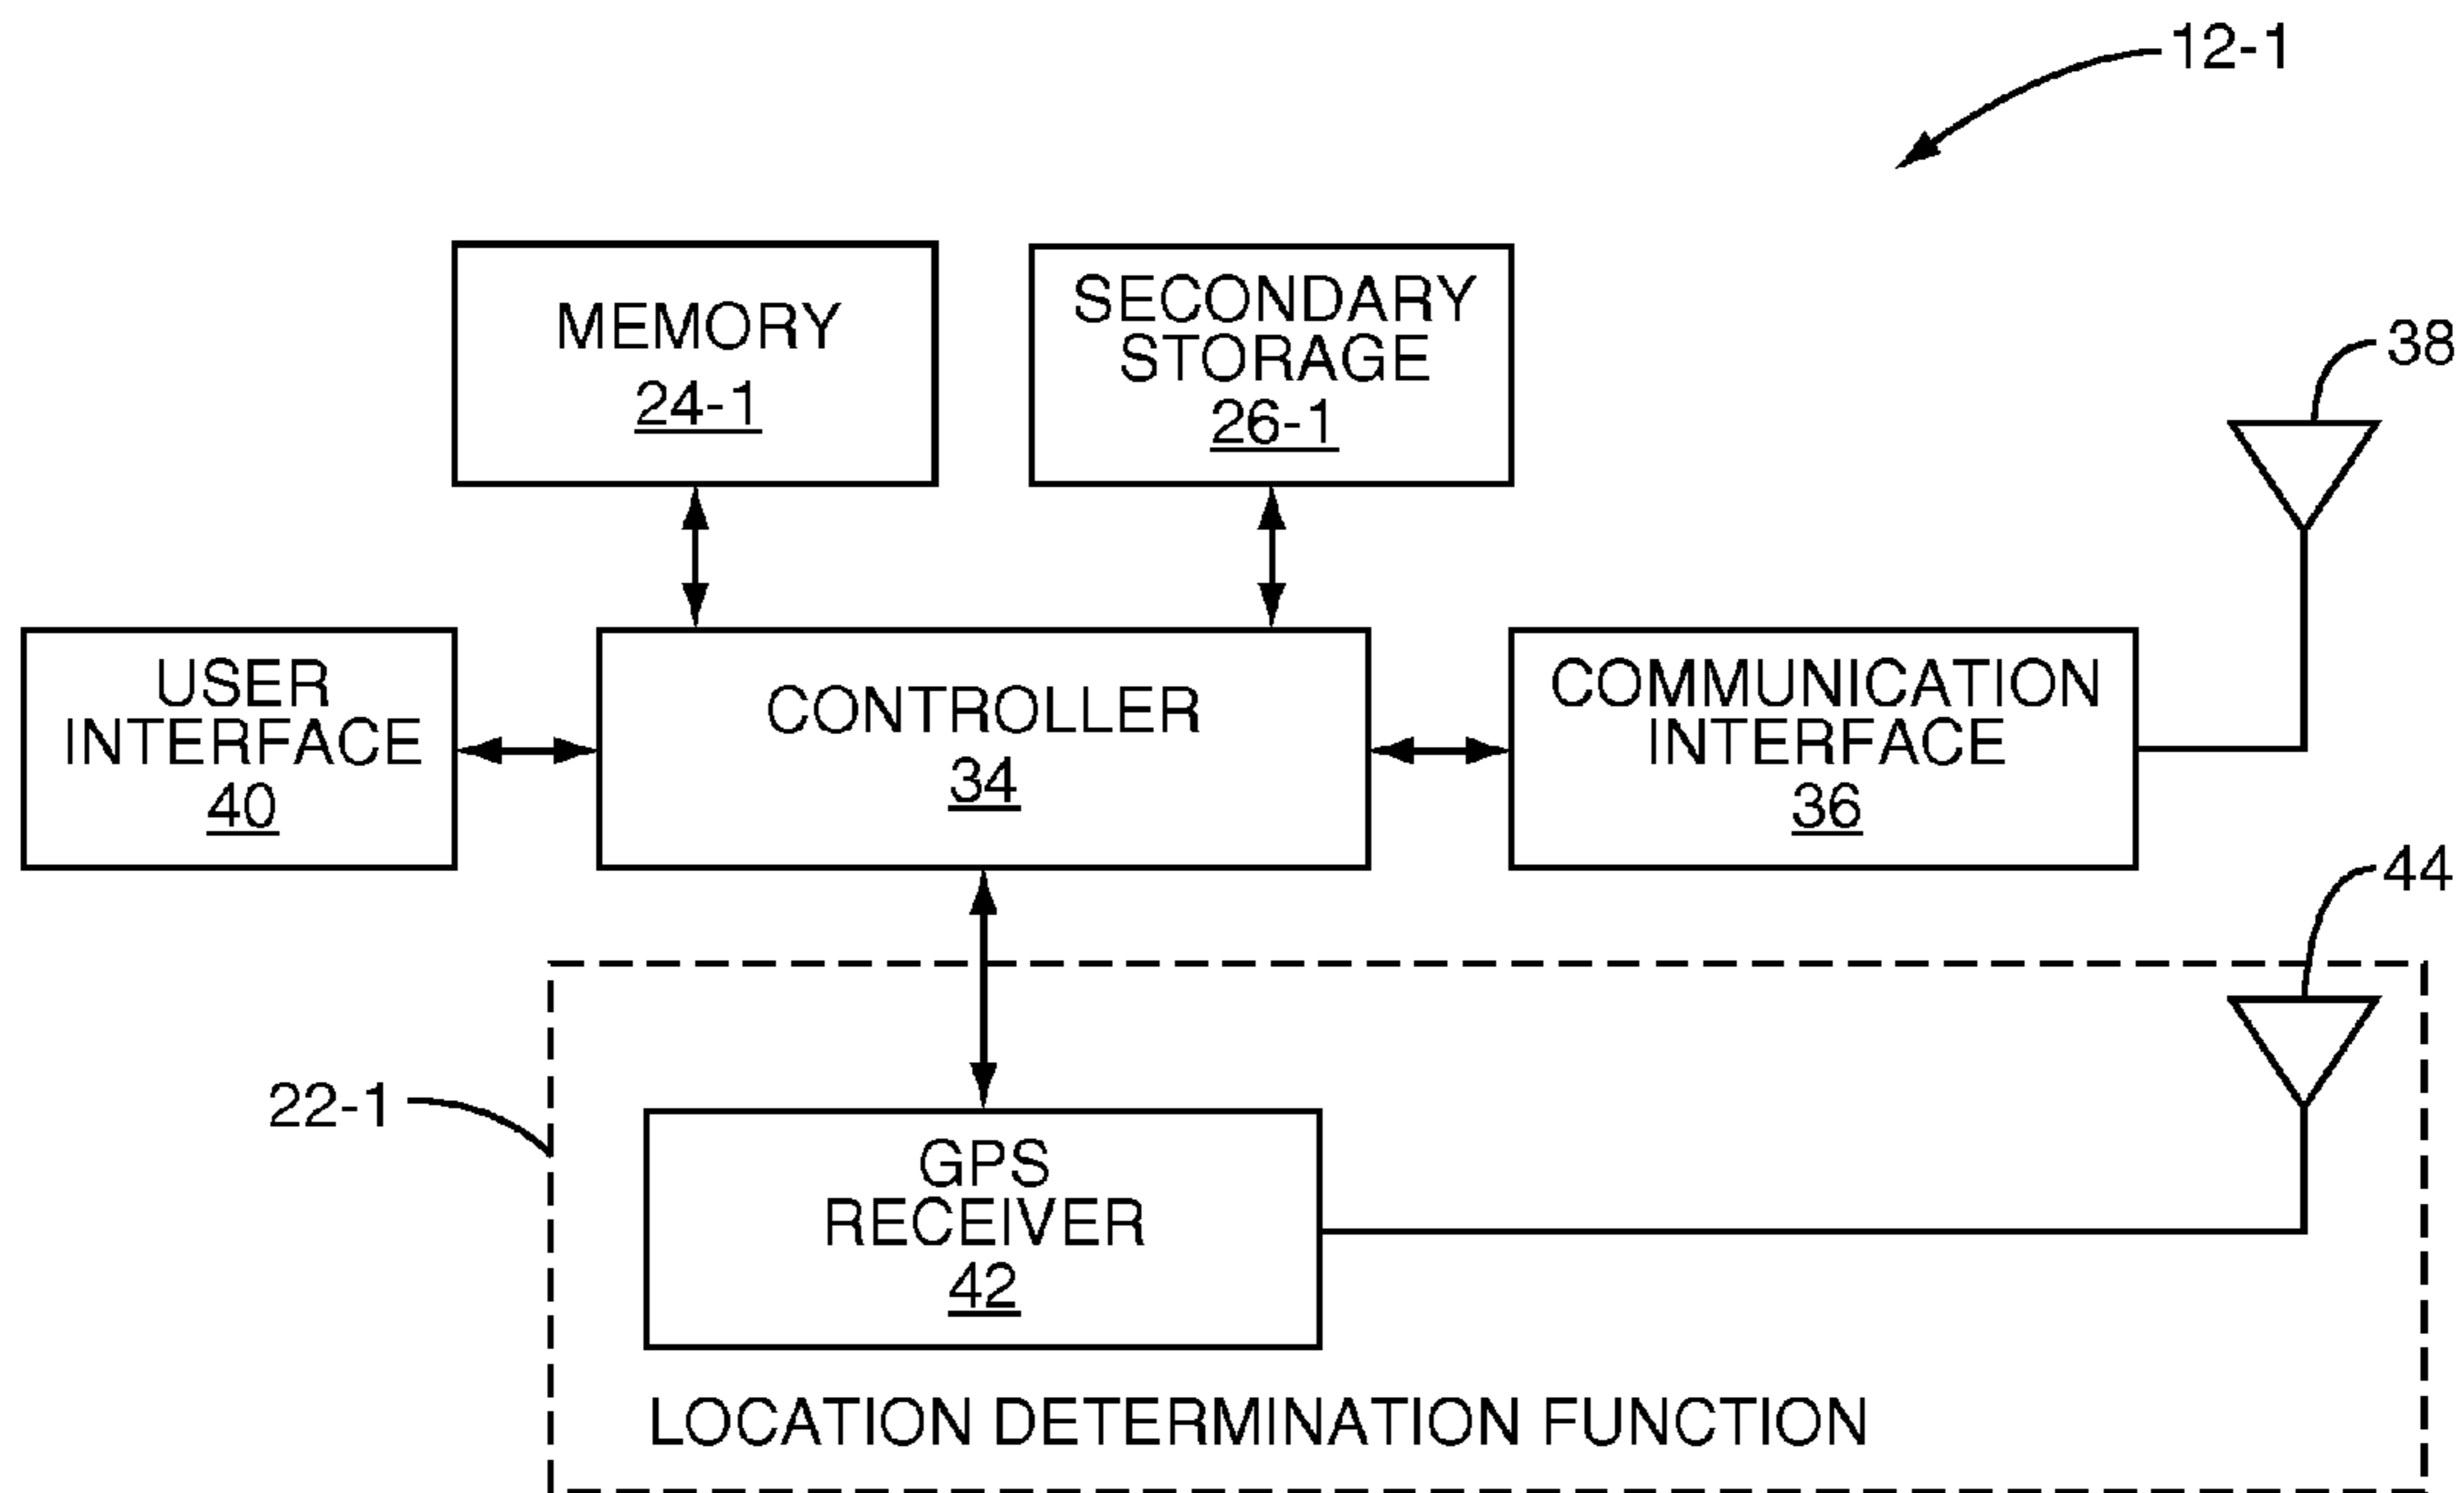 12-1
MEMORY
24-1
SECONDARY
STORAGE
26-1
38
USER
INTERFACE
40
CONTROLLER
34
COMMUNICATION
INTERFACE
36
44
22-1
GPS
RECEIVER
42
LOCATION DETERMINATION FUNCTION